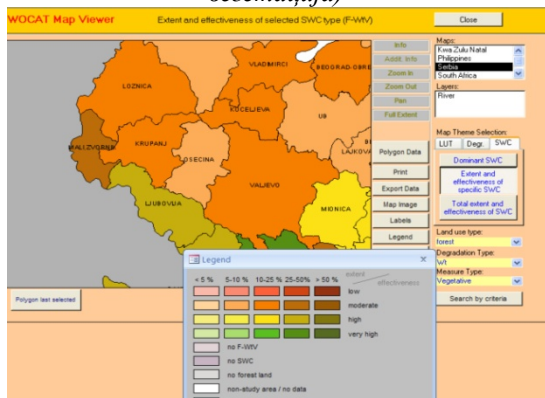 WOCAT Map Viewer
Extent and effectiveness of selected SWC type (F-WtV)
Close
LOZNICA
VLADIMIRCI
BEOGRAD-OBRE
KOCELJEVA
UB
LAJKOVA
MALI ZVORNIK
KRUPANJ
OSECINA
VALJEVO
LJUBOVIJA
MIONICA
Info
Addit. Info
Zoom In
Zoom Out
Pan
Full Extent
Polygon Data
Print
Export Data
Map Image
Labels
Legend
Maps:
Kwa Zulu Natal
Philippines
Serbia
South Africa
Layers:
River
Map Theme Selection:
LUT Degr. SWC
Dominant SWC
Extent and
effectiveness of
specific SWC
Total extent and
effectiveness of SWC
Land use type:
forest
Degradation Type:
Wt
Measure Type:
Vegetative
Search by criteria
Polygon last selected
Legend
< 5 % 5-10 % 10-25 % 25-50% > 50 % extent
effectiveness
low
moderate
high
very high
no F-WtV
no SWC
no forest land
non-study area / no data